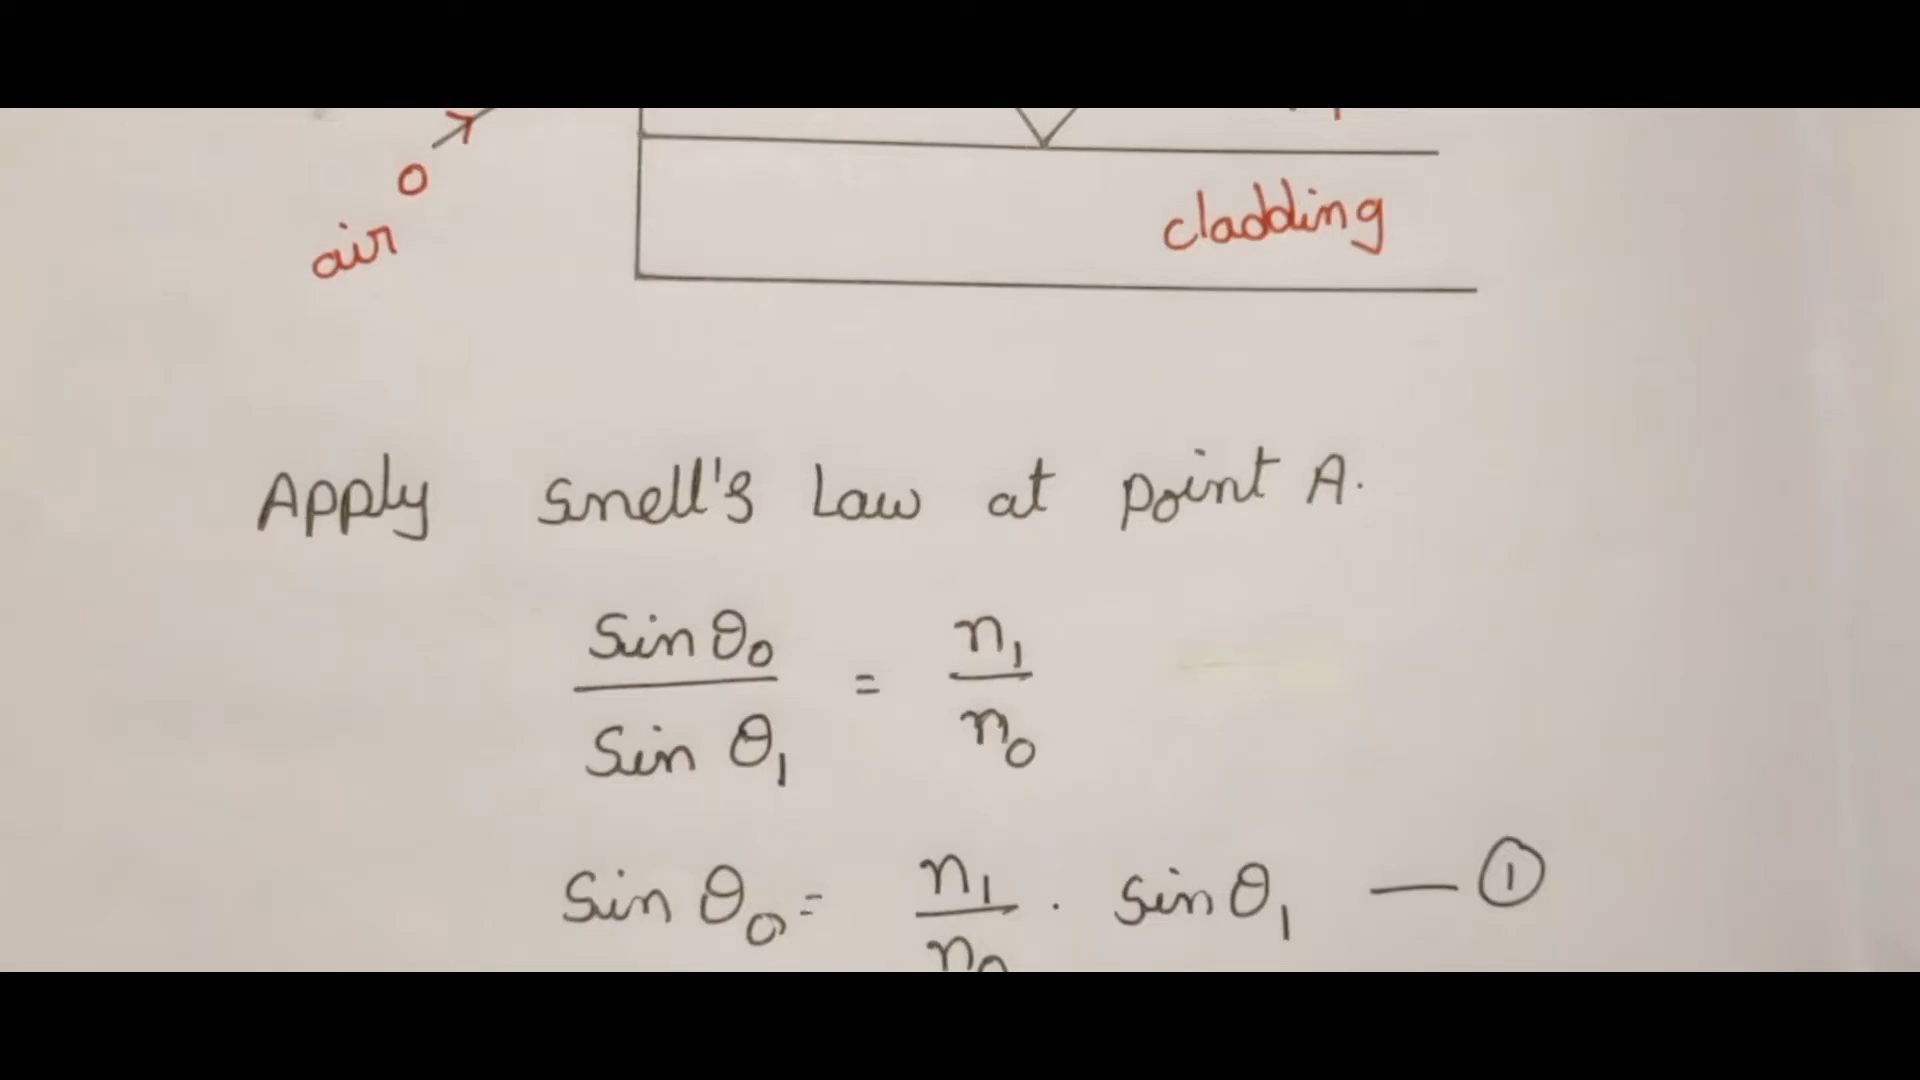 O
air
cladding
Apply Snell's Law at point A.
Sin θ₀ / Sin θ₁ = n₁ / n₀
Sin θ₀ = n₁ / n₀ · Sin θ₁ — ①